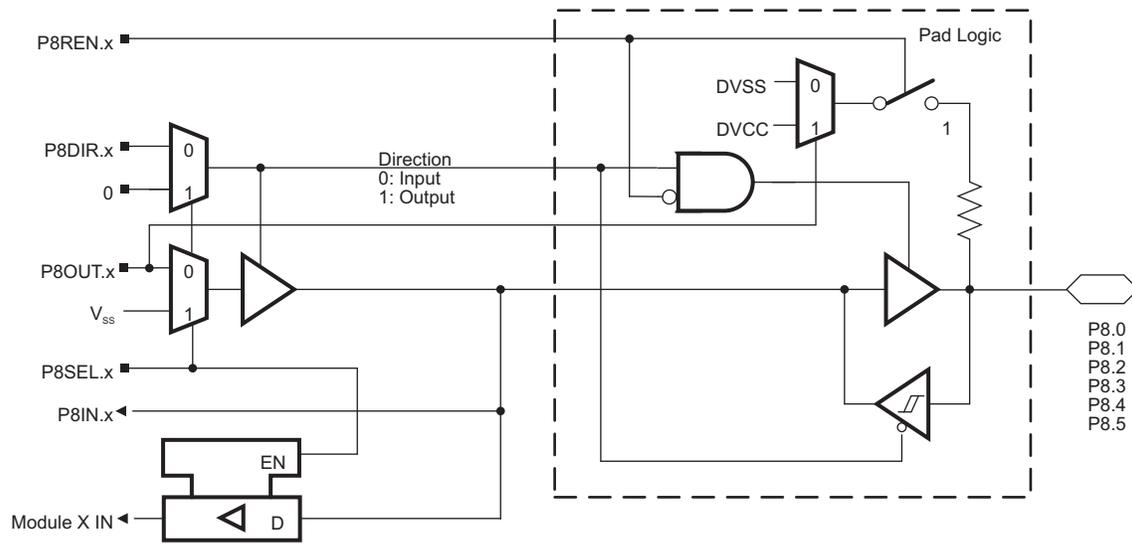 Pad Logic
P8REN.x
DVSS
0
DVCC
1
1
P8DIR.x
0
0
1
Direction
0: Input
1: Output
P8OUT.x
0
VSS
1
P8SEL.x
P8IN.x
EN
Module X IN
D
P8.0
P8.1
P8.2
P8.3
P8.4
P8.5